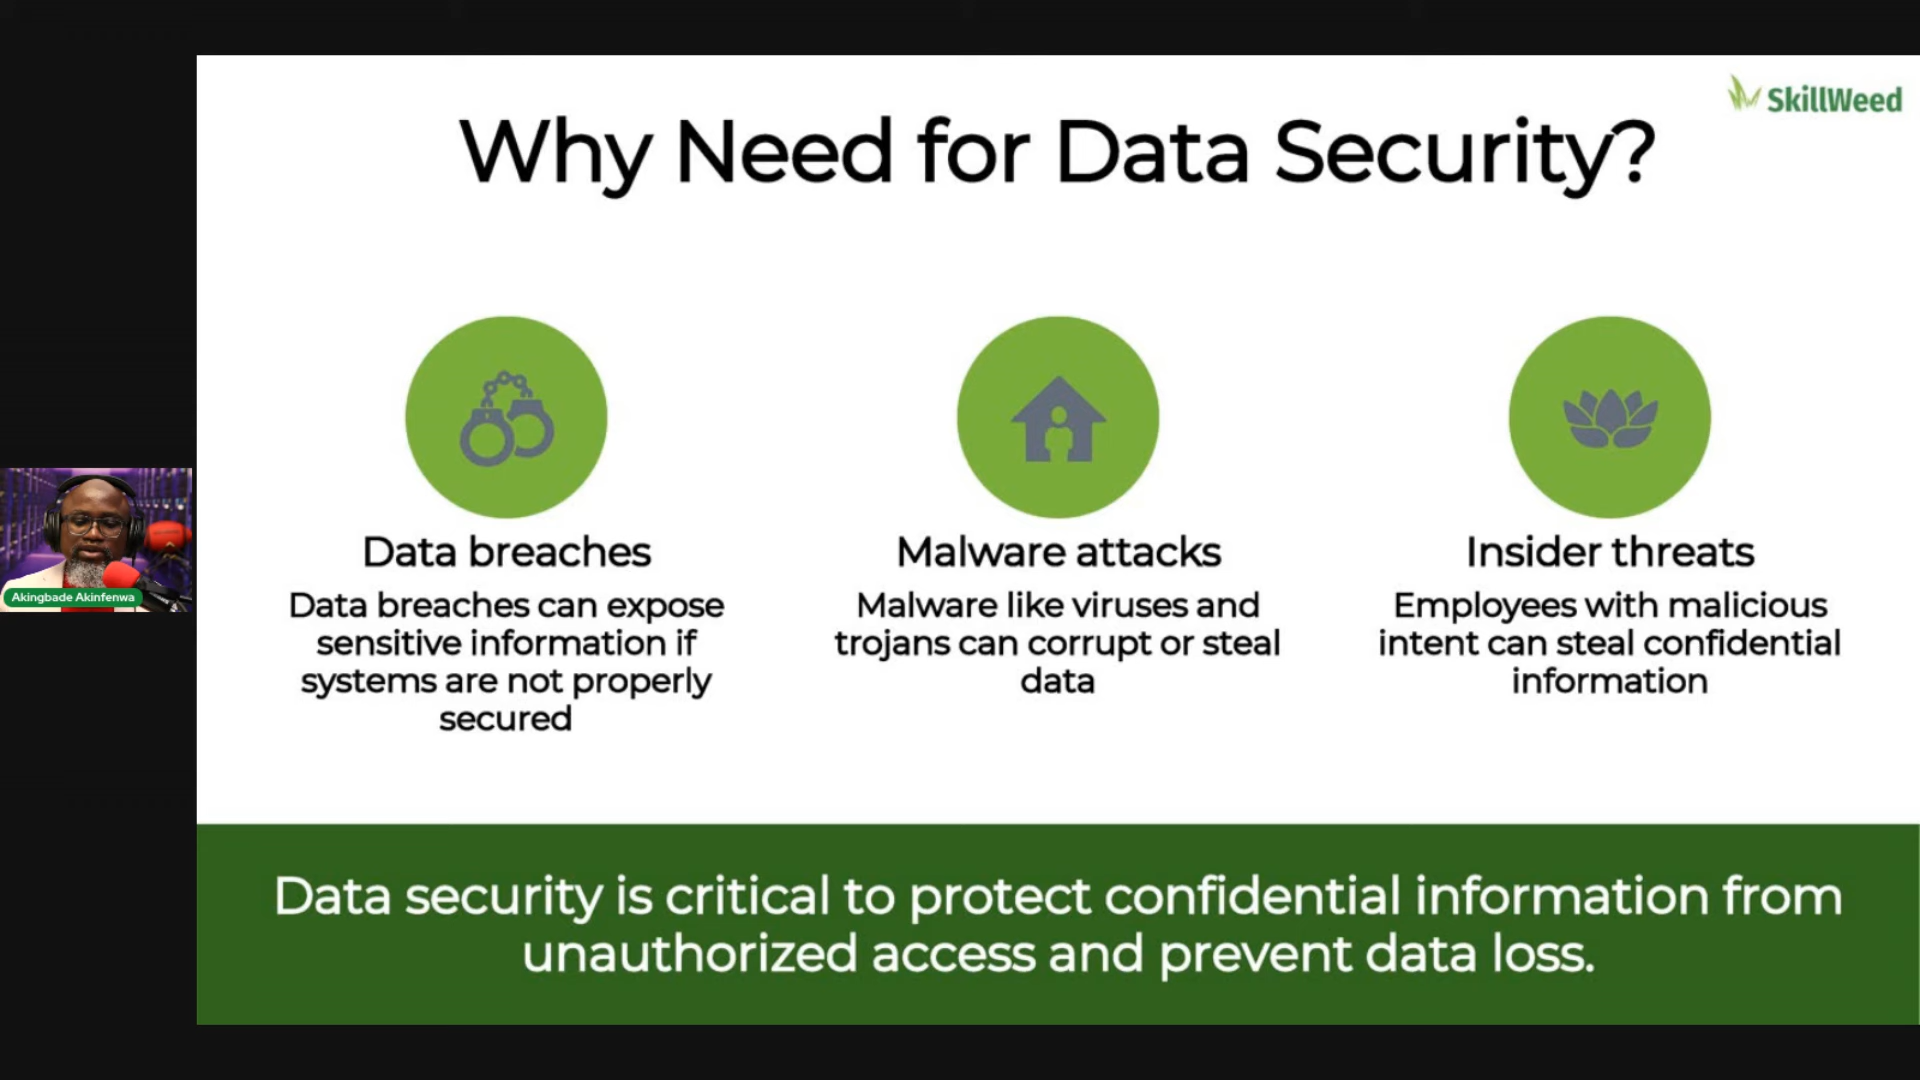 SkillWeed
Why Need for Data Security?
Data breaches
Data breaches can expose
sensitive information if
systems are not properly
secured
Malware attacks
Malware like viruses and
trojans can corrupt or steal
data
Insider threats
Employees with malicious
intent can steal confidential
information
Akingbade Akinfenwa
Data security is critical to protect confidential information from
unauthorized access and prevent data loss.